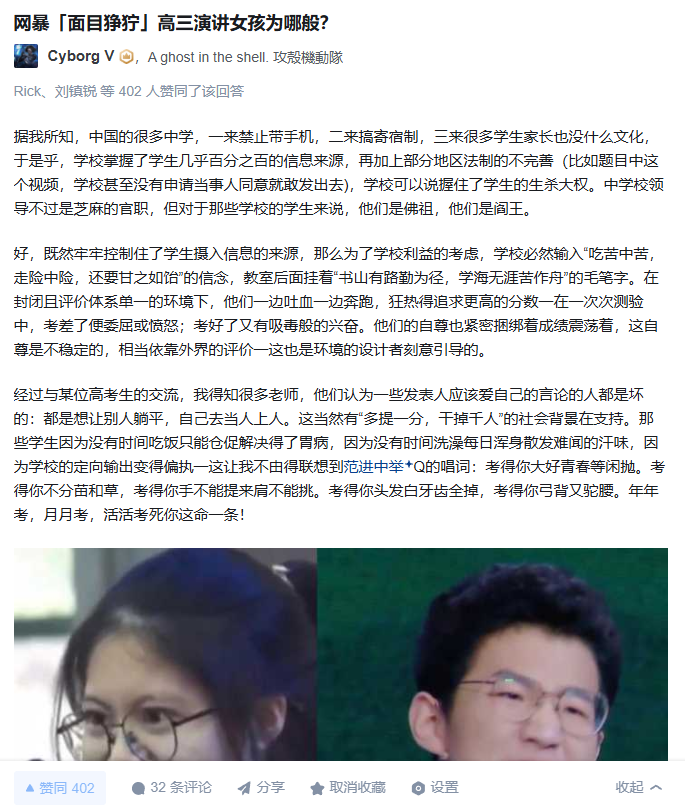 网暴「面目狰狞」高三演讲女孩为哪般？
Cyborg V，A ghost in the shell. 攻殻機動隊
Rick、刘镇锐 等 402 人赞同了该回答
据我所知，中国的很多中学，一来禁止带手机，二来搞寄宿制，三来很多学生家长也没什么文化，
于是乎，学校掌握了学生几乎百分之百的信息来源，再加上部分地区法制的不完善（比如题目中这
个视频，学校甚至没有申请当事人同意就敢发出去)，学校可以说握住了学生的生杀大权。中学校领
导不过是芝麻的官职，但对于那些学校的学生来说，他们是佛祖，他们是阎王。
好，既然牢牢控制住了学生摄入信息的来源，那么为了学校利益的考虑，学校必然输入“吃苦中苦，
走险中险，还要甘之如饴”的信念，教室后面挂着“书山有路勤为径，学海无涯苦作舟”的毛笔字。在
封闭且评价体系单一的环境下，他们一边吐血一边奔跑，狂热得追求更高的分数—在一次次测验
中，考差了便委屈或愤怒；考好了又有吸毒般的兴奋。他们的自尊也紧密捆绑着成绩震荡着，这自
尊是不稳定的，相当依靠外界的评价—这也是环境的设计者刻意引导的。
经过与某位高考生的交流，我得知很多老师，他们认为一些发表人应该爱自己的言论的人都是坏
的：都是想让别人躺平，自己去当人上人。这当然有“多提一分，干掉千人”的社会背景在支持。那
些学生因为没有时间吃饭只能仓促解决得了胃病，因为没有时间洗澡每日浑身散发难闻的汗味，因
为学校的定向输出变得偏执—这让我不由得联想到范进中举Q的唱词：考得你大好青春等闲抛。考
得你不分苗和草，考得你手不能提来肩不能挑。考得你头发白牙齿全掉，考得你弓背又驼腰。年年
考，月月考，活活考死你这命一条！
赞同 402
32 条评论
分享
取消收藏
设置
收起